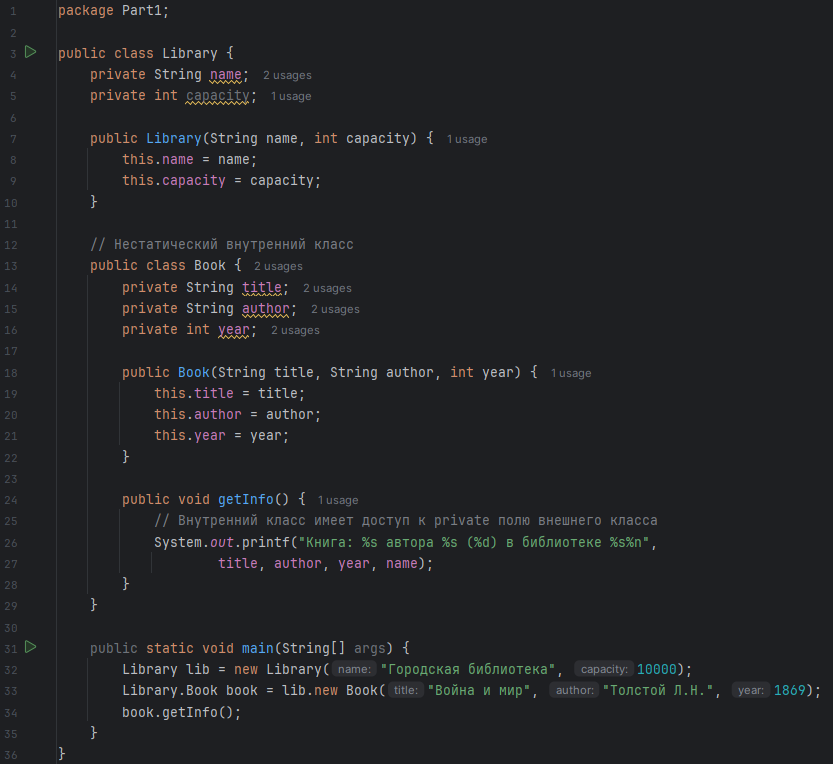 1 package Part1;
2
3 public class Library {
4 private String name; 2 usages
5 private int capacity; 1 usage
6
7 public Library(String name, int capacity) { 1 usage
8 this.name = name;
9 this.capacity = capacity;
10 }
11
12 // Нестатический внутренний класс
13 public class Book { 2 usages
14 private String title; 2 usages
15 private String author; 2 usages
16 private int year; 2 usages
17
18 public Book(String title, String author, int year) { 1 usage
19 this.title = title;
20 this.author = author;
21 this.year = year;
22 }
23
24 public void getInfo() { 1 usage
25 // Внутренний класс имеет доступ к private полю внешнего класса
26 System.out.printf("Книга: %s автора %s (%d) в библиотеке %s%n",
27 title, author, year, name);
28 }
29 }
30
31 public static void main(String[] args) {
32 Library lib = new Library( name: "Городская библиотека", capacity: 10000);
33 Library.Book book = lib.new Book( title: "Война и мир", author: "Толстой Л.Н.", year: 1869);
34 book.getInfo();
35 }
36 }